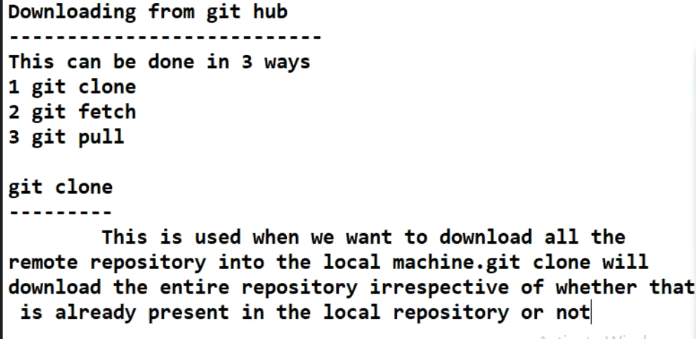 Downloading from git hub
---------------------------
This can be done in 3 ways
1 git clone
2 git fetch
3 git pull
git clone
---------
This is used when we want to download all the
remote repository into the local machine.git clone will
download the entire repository irrespective of whether that
is already present in the local repository or not